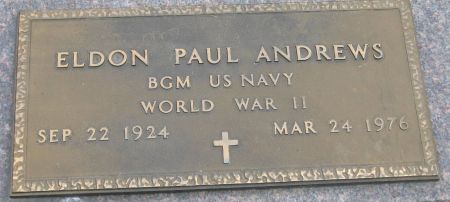 ELDON PAUL ANDREWS
BGM US NAVY
WORLD WAR II
SEP 22 1924 MAR 24 1976